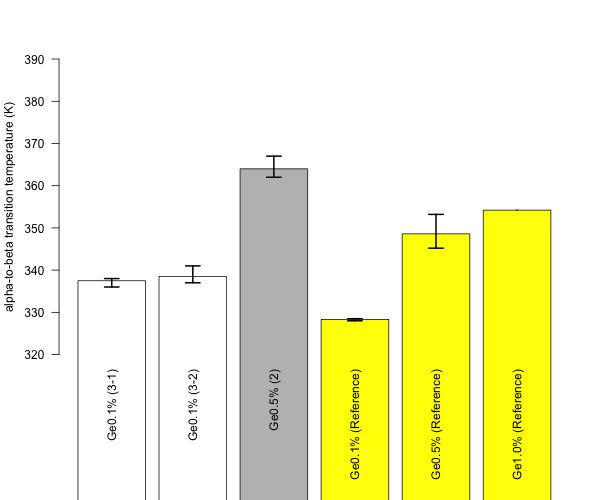 alpha-to-beta transition temperature (K)
390
380
370
360
350
340
330
320
Ge0.1% (3-1)
Ge0.1% (3-2)
Ge0.5% (2)
Ge0.1% (Reference)
Ge0.5% (Reference)
Ge1.0% (Reference)